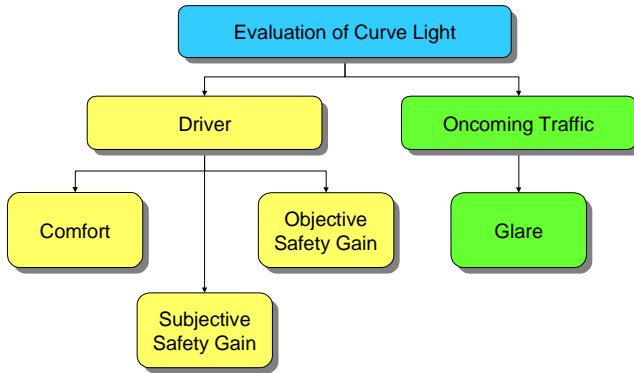 Evaluation of Curve Light
Driver
Oncoming Traffic
Comfort
Objective
Safety Gain
Glare
Subjective
Safety Gain